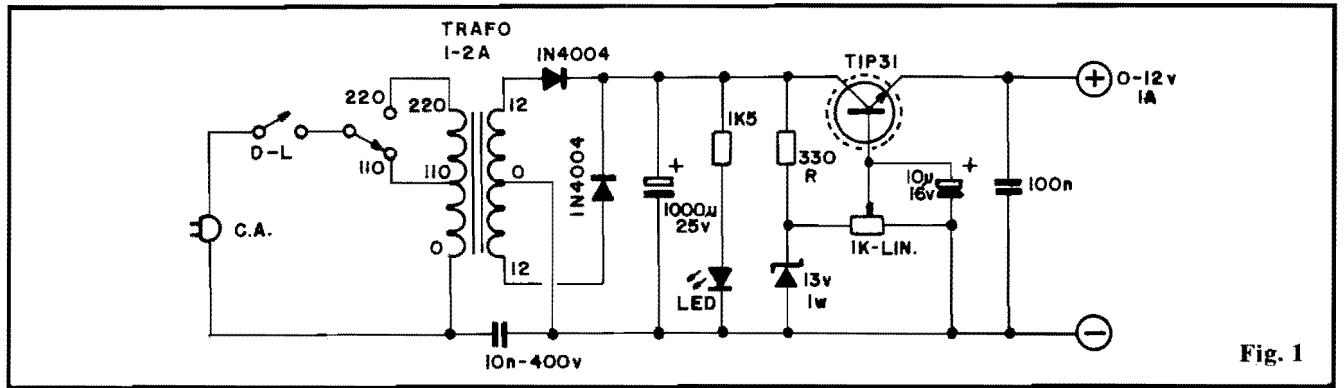 TRAFO
1-2A
1N4004
TIP31
220
220
12
0-12v
1A
1K5
D-L
110
110
0
1N4004
330
R
10µ
16v
100n
1000µ
25v
C.A.
1K-LIN.
0
12
LED
13v
1w
10n-400v
Fig. 1
+
+
+
−